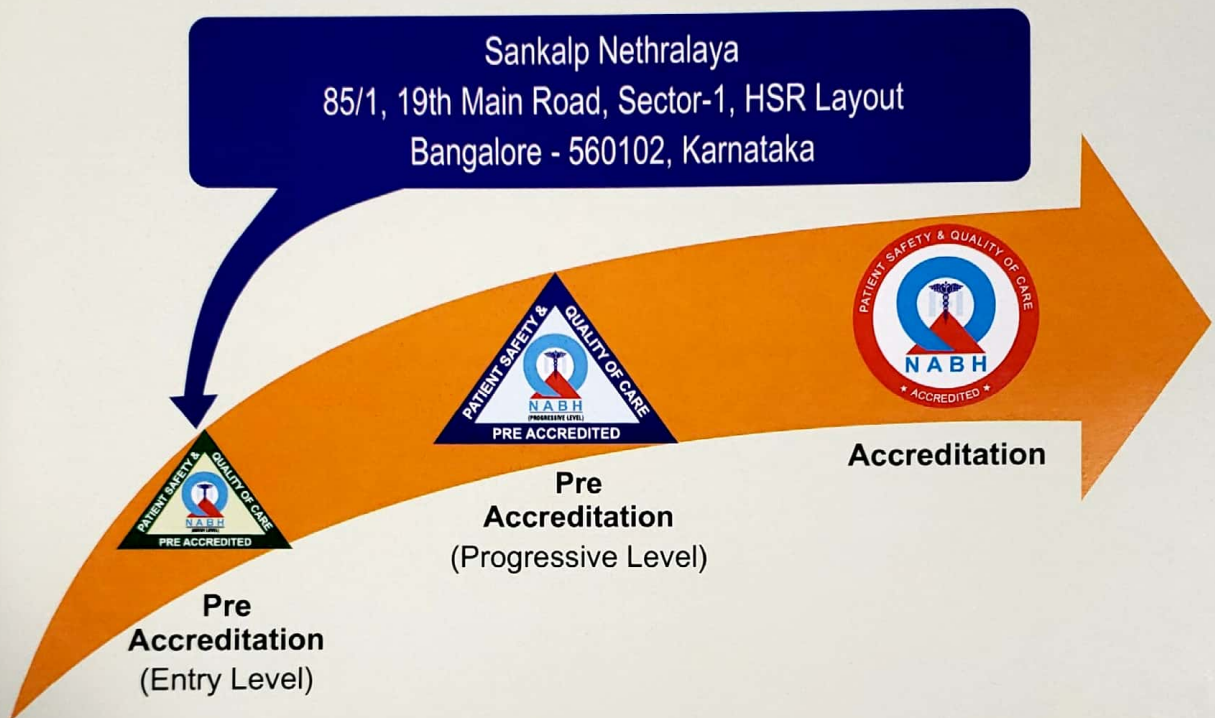 Sankalp Nethralaya
85/1, 19th Main Road, Sector-1, HSR Layout
Bangalore - 560102, Karnataka
PATIENT SAFETY & QUALITY OF CARE
NABH
★ ACCREDITED ★
Accreditation
PATIENT SAFETY &
QUALITY OF CARE
NABH
(PROGRESSIVE LEVEL)
PRE ACCREDITED
Pre
Accreditation
(Progressive Level)
PATIENT SAFETY &
QUALITY OF CARE
NABH
(ENTRY LEVEL)
PRE ACCREDITED
Pre
Accreditation
(Entry Level)